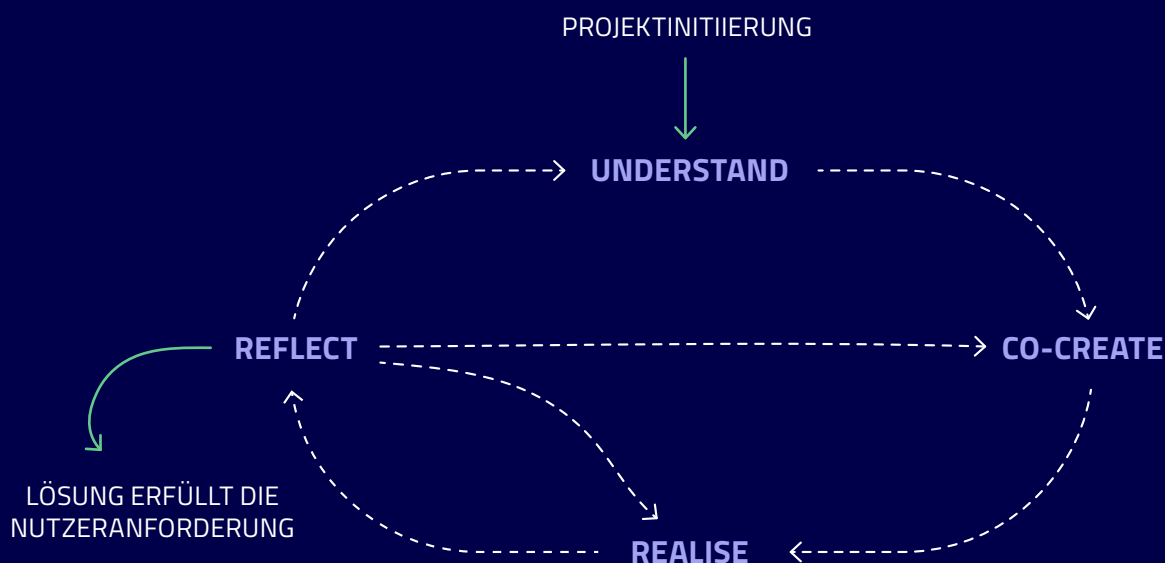 PROJEKTINITIIERUNG
UNDERSTAND
REFLECT
CO-CREATE
LÖSUNG ERFÜLLT DIE
NUTZERANFORDERUNG
REALISE